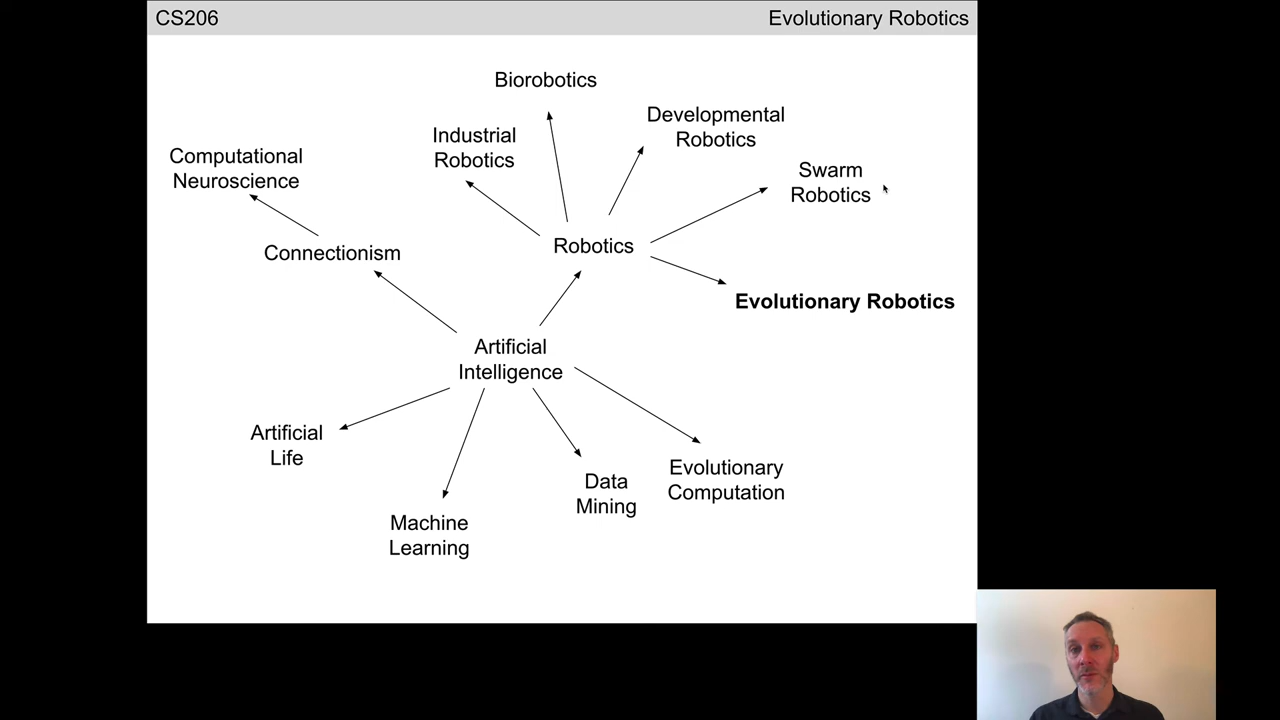 CS206
Evolutionary Robotics
Biorobotics
Developmental
Robotics
Industrial
Robotics
Computational
Neuroscience
Swarm
Robotics
Connectionism
Robotics
Evolutionary Robotics
Artificial
Intelligence
Artificial
Life
Evolutionary
Computation
Data
Mining
Machine
Learning